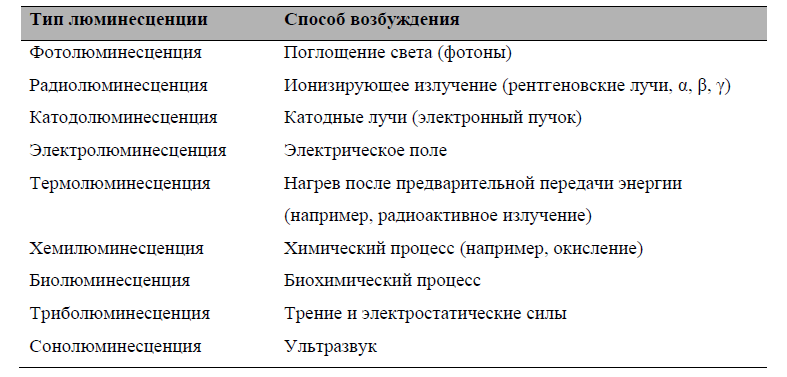 Тип люминесценции Способ возбуждения
Фотолюминесценция Поглощение света (фотоны)
Радиолюминесценция Ионизирующее излучение (рентгеновские лучи, α, β, γ)
Катодолюминесценция Катодные лучи (электронный пучок)
Электролюминесценция Электрическое поле
Термолюминесценция Нагрев после предварительной передачи энергии
(например, радиоактивное излучение)
Хемилюминесценция Химический процесс (например, окисление)
Биолюминесценция Биохимический процесс
Триболюминесценция Трение и электростатические силы
Сонолюминесценция Ультразвук